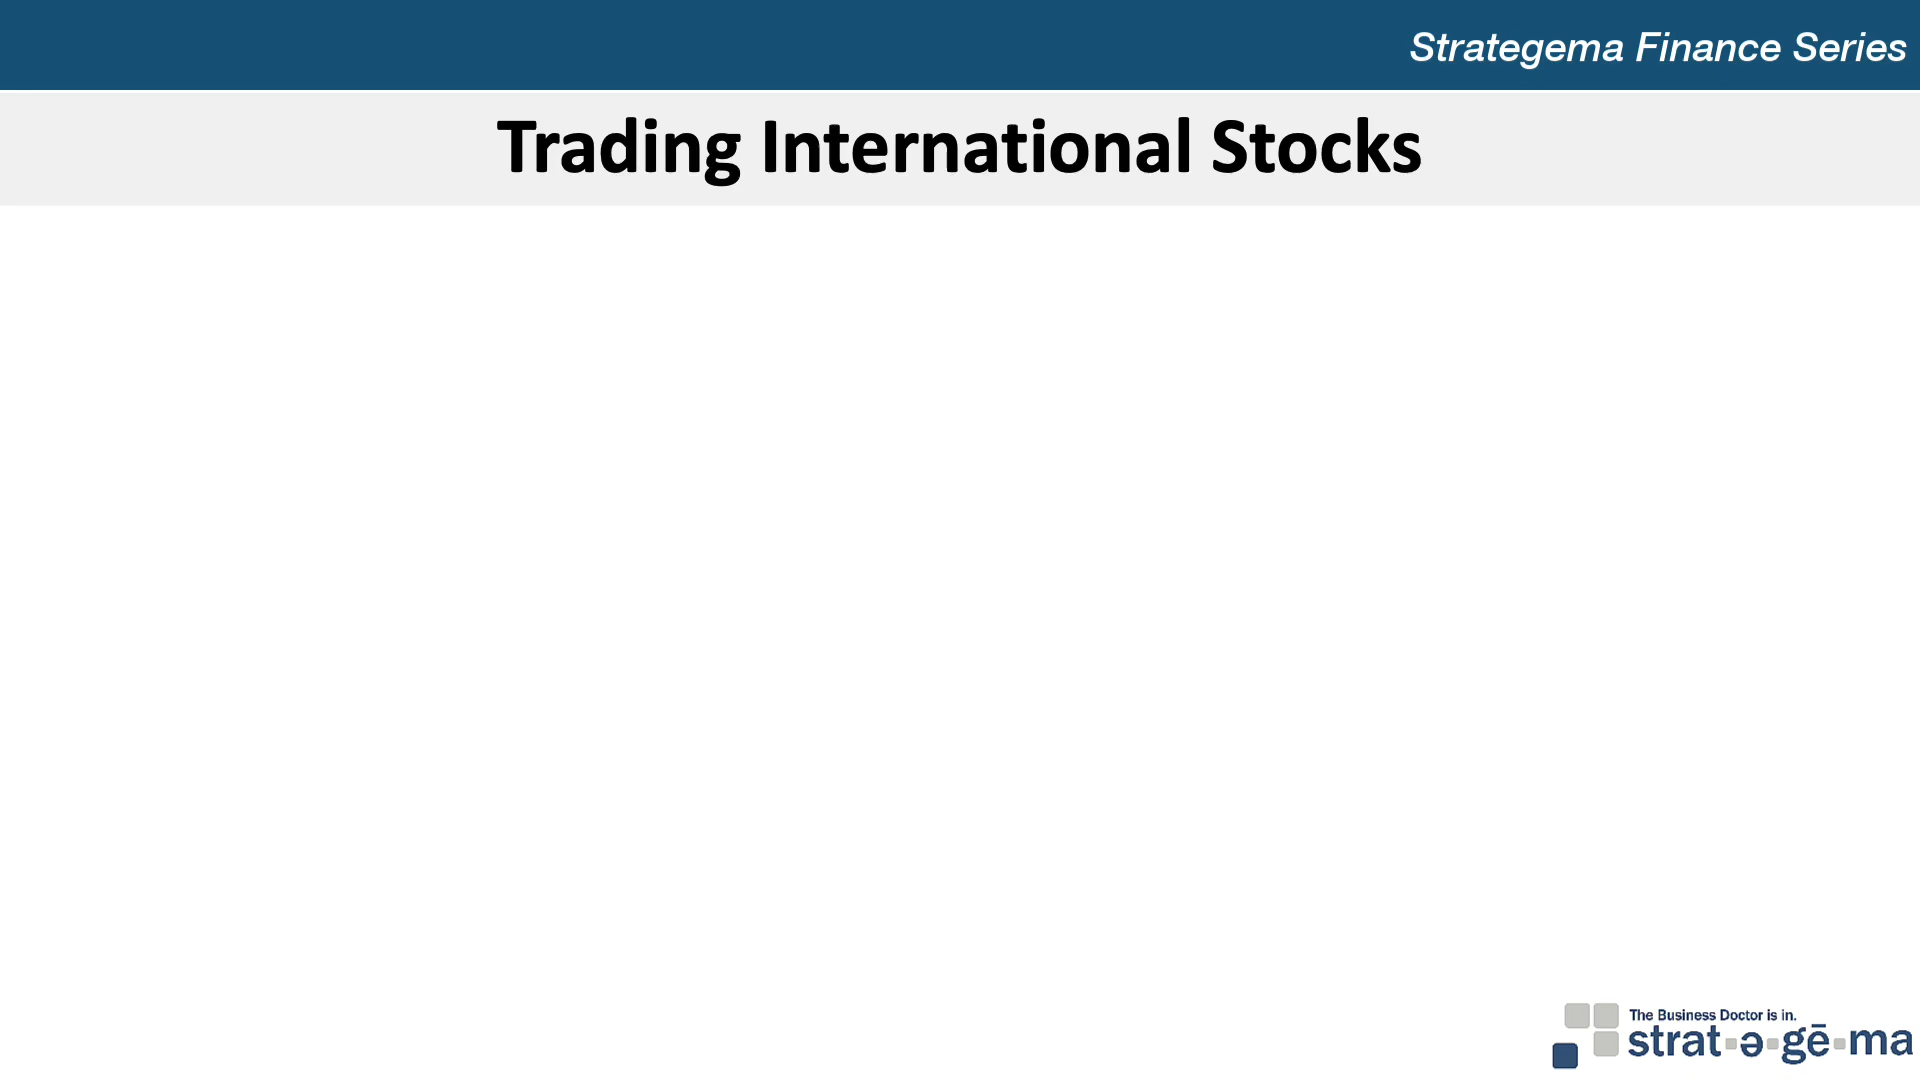 Strategema Finance Series
Trading International Stocks
The Business Doctor is in.
strat ə gē ma